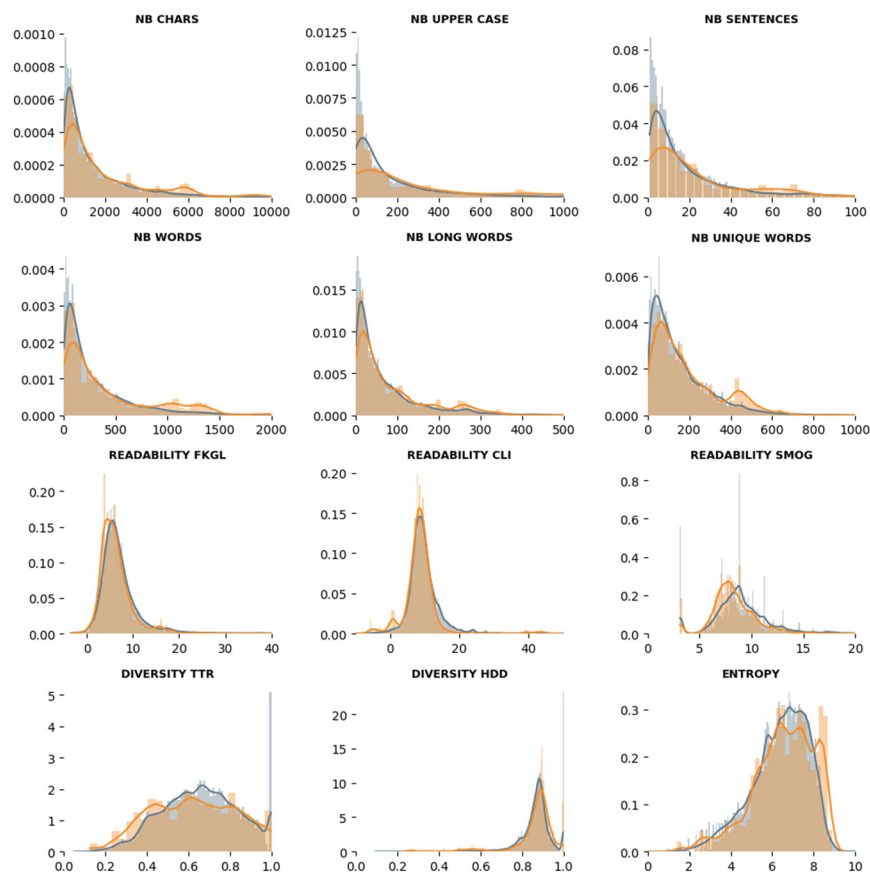 NB CHARS NB UPPER CASE NB SENTENCES
0.0010 0.0125 0.08
0.0008 0.0100 0.06
0.0006 0.0075 0.04
0.0004 0.0050 0.02
0.0002 0.0025 0.00
0.0000 0.0000
0 2000 4000 6000 8000 10000 0 200 400 600 800 1000 0 20 40 60 80 100
NB WORDS NB LONG WORDS NB UNIQUE WORDS
0.004 0.015 0.006
0.003 0.010 0.004
0.002 0.005 0.002
0.001 0.000 0.000
0.000
0 500 1000 1500 2000 0 100 200 300 400 500 0 200 400 600 800 1000
READABILITY FKGL READABILITY CLI READABILITY SMOG
0.20 0.20 0.8
0.15 0.15 0.6
0.10 0.10 0.4
0.05 0.05 0.2
0.00 0.00 0.0
0 10 20 30 40 0 20 40 0 5 10 15 20
DIVERSITY TTR DIVERSITY HDD ENTROPY
5 20 0.3
4 15 0.2
3 10 0.1
2 5 0.0
1 0
0
0.0 0.2 0.4 0.6 0.8 1.0 0.0 0.2 0.4 0.6 0.8 1.0 0 2 4 6 8 10